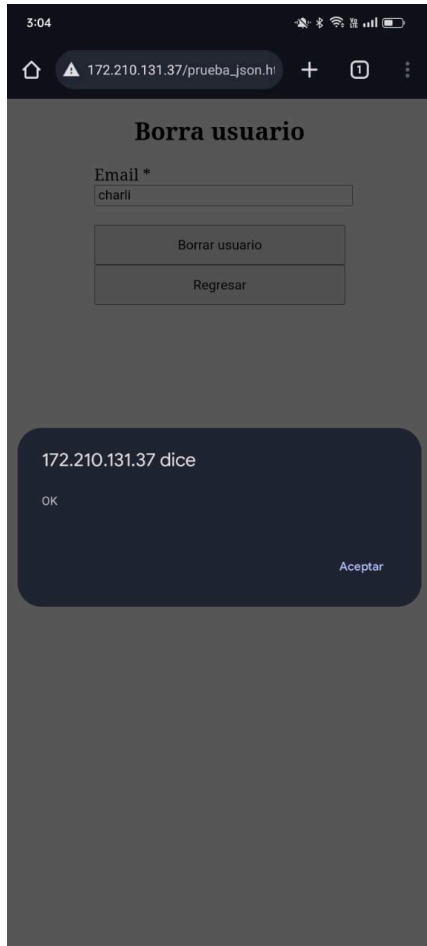 3:04
172.210.131.37/prueba_json.ht
1
Borra usuario
Email *
charli
Borrar usuario
Regresar
172.210.131.37 dice
OK
Aceptar